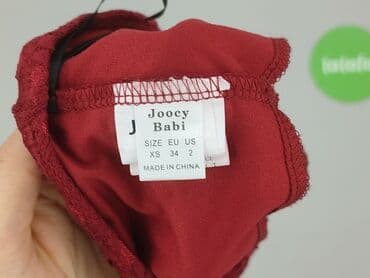 Joocy
Babi
SIZE EU US
XS 34 2
MADE IN CHINA
J